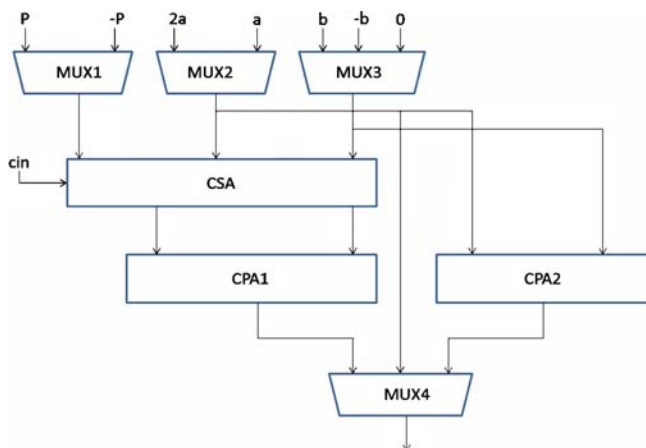 P -P 2a a b -b 0
MUX1 MUX2 MUX3
cin
CSA
CPA1 CPA2
MUX4